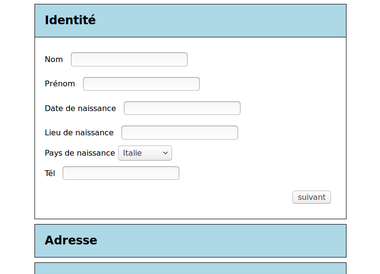 Identité
Nom
Prénom
Date de naissance
Lieu de naissance
Pays de naissance Italie
Tél
suivant
Adresse